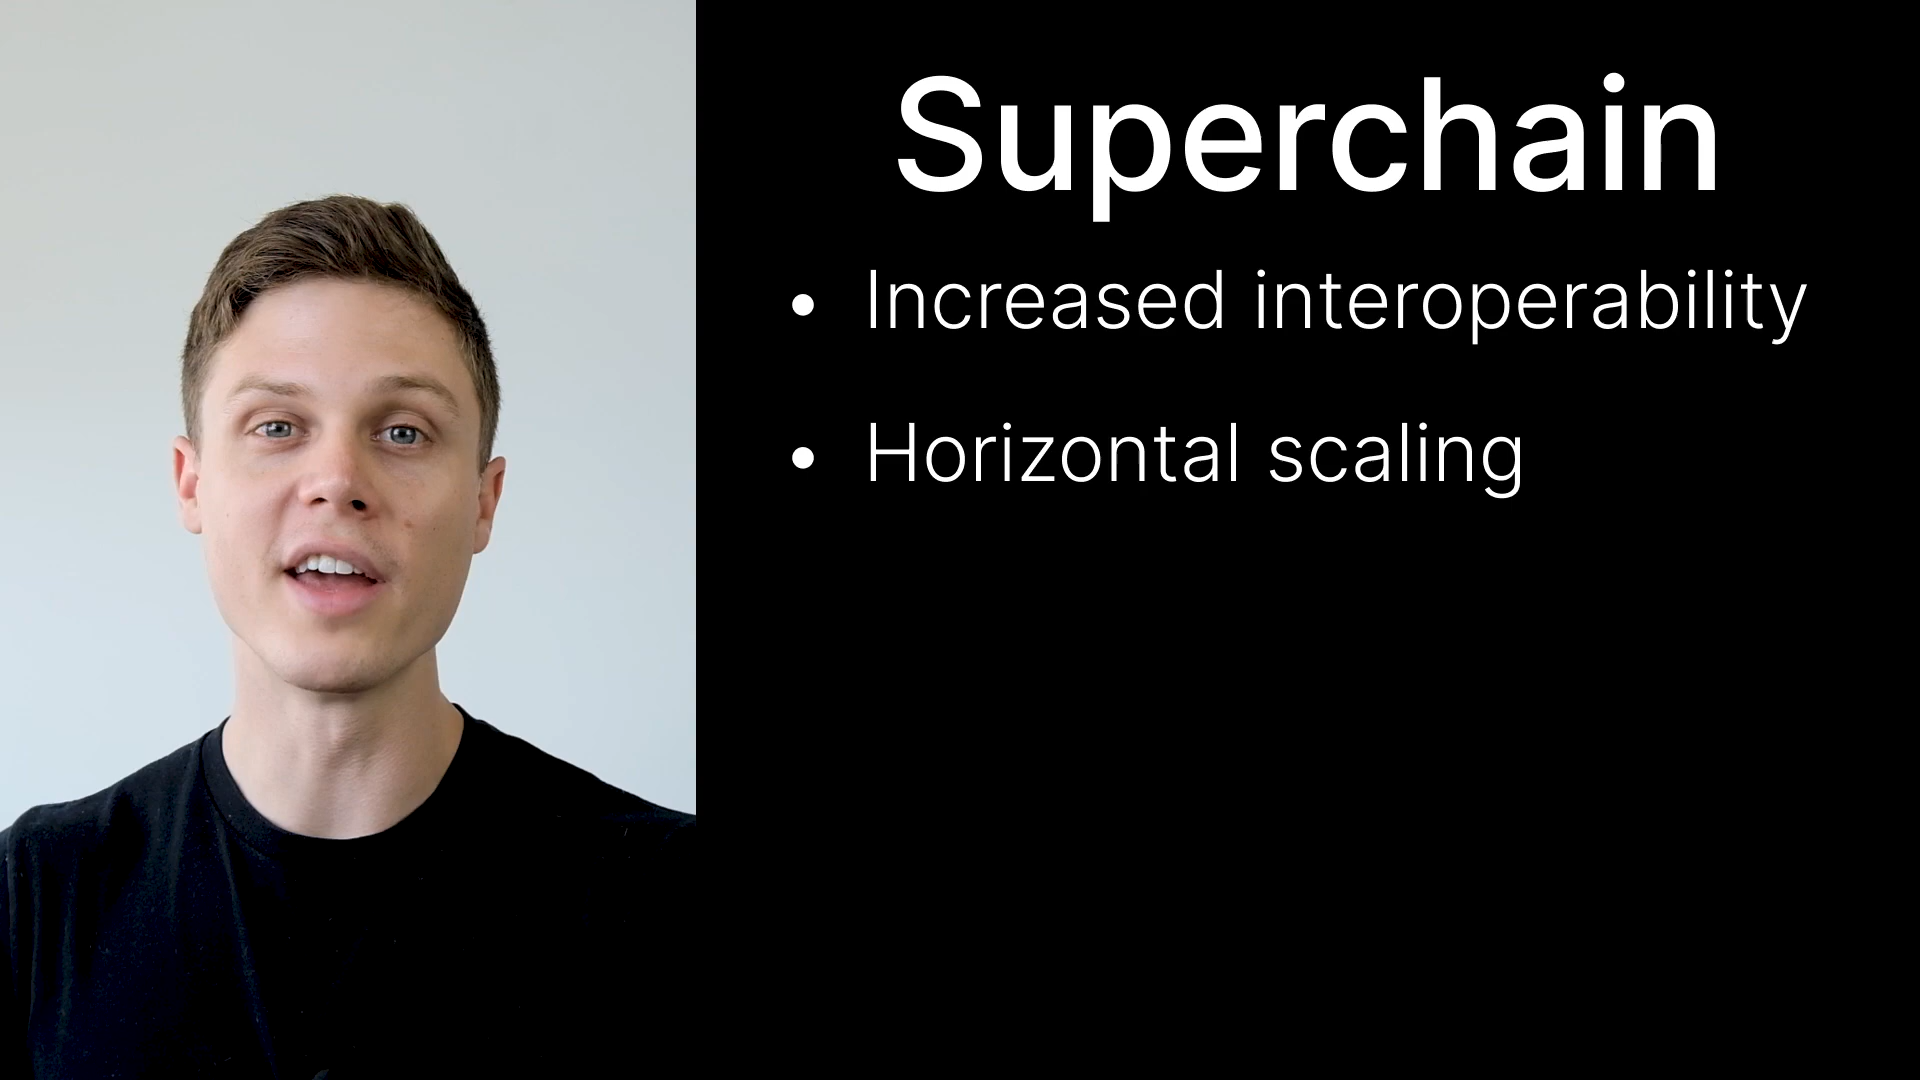 Superchain
• Increased interoperability
• Horizontal scaling